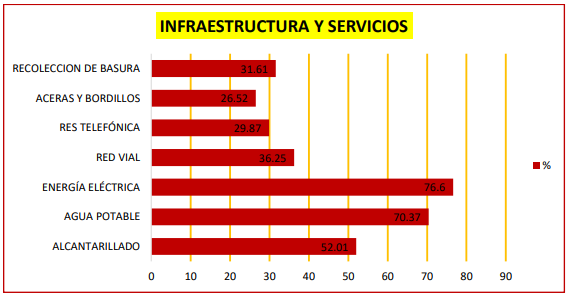 INFRAESTRUCTURA Y SERVICIOS
RECOLECCION DE BASURA 31.61
ACERAS Y BORDILLOS 26.52
RES TELEFÓNICA 29.87
RED VIAL 36.25
ENERGÍA ELÉCTRICA 76.6
AGUA POTABLE 70.37
ALCANTARILLADO 52.01
0 10 20 30 40 50 60 70 80 90
%